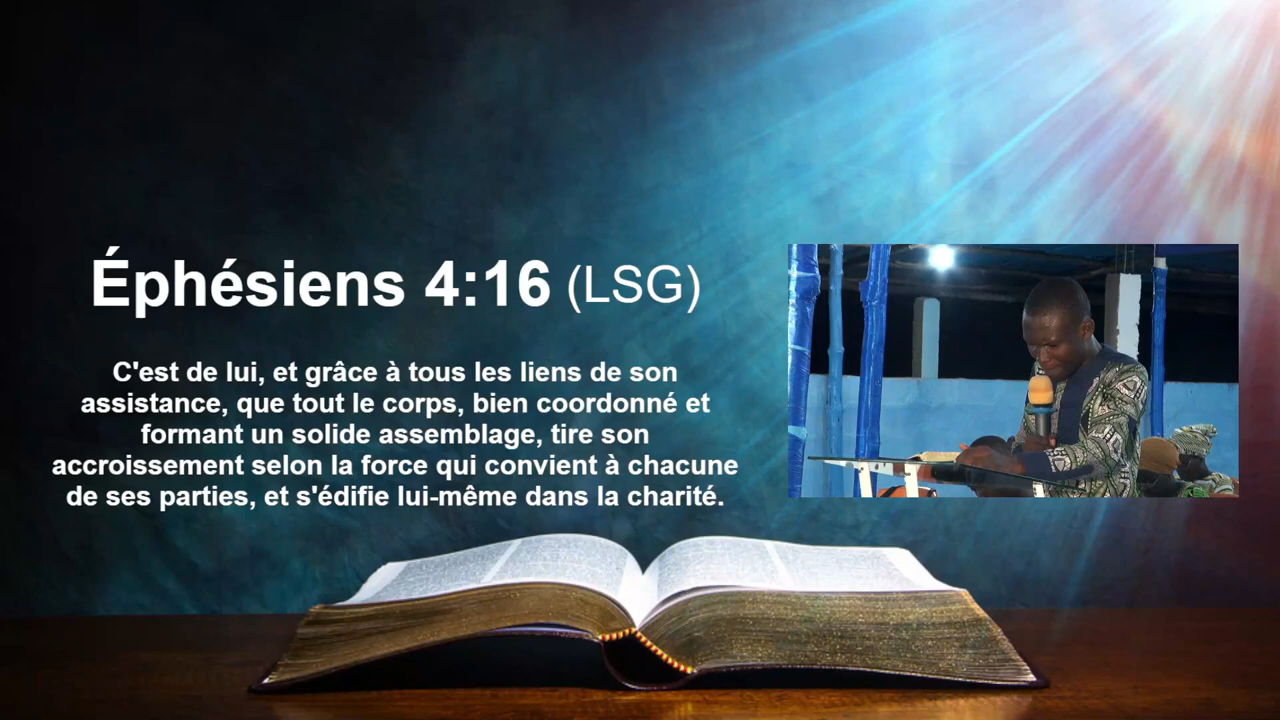 Éphésiens 4:16 (LSG)
C'est de lui, et grâce à tous les liens de son
assistance, que tout le corps, bien coordonné et
formant un solide assemblage, tire son
accroissement selon la force qui convient à chacune
de ses parties, et s'édifie lui-même dans la charité.